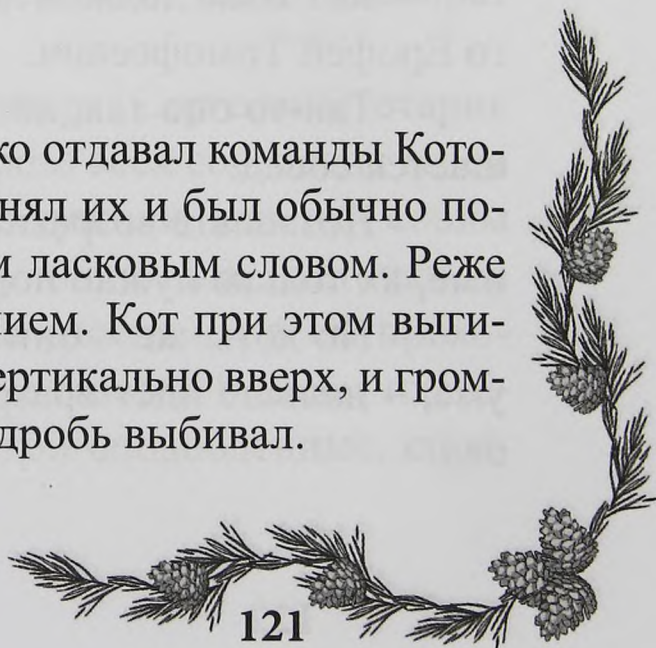 ко отдавал команды Кото-
нял их и был обычно по-
м ласковым словом. Реже
нием. Кот при этом выги-
ертикально вверх, и гром-
дробь выбивал.
121